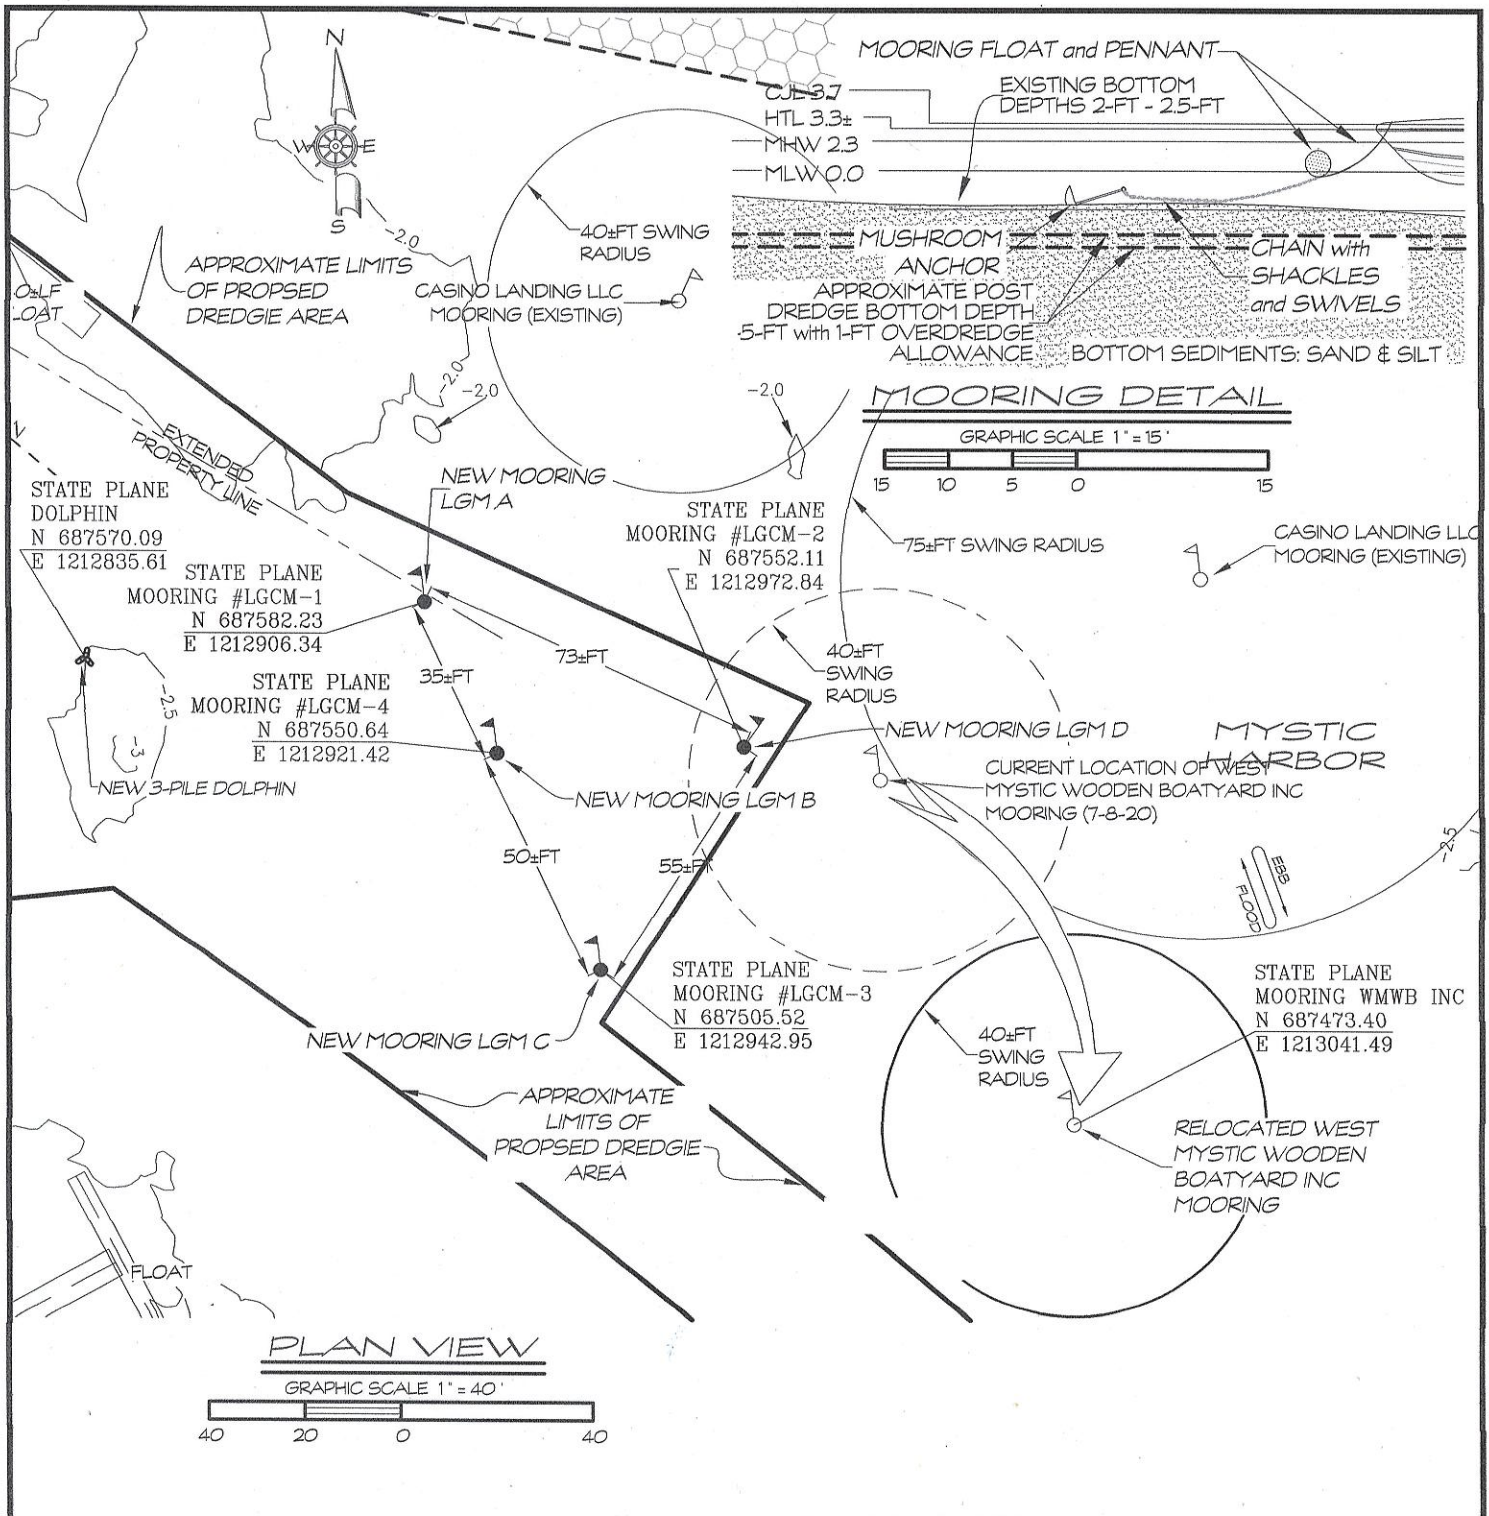 N
W
E
S
MOORING FLOAT and PENNANT
CJL 3.7
HTL 3.3±
MHW 2.3
MLW 0.0
EXISTING BOTTOM
DEPTHS 2-FT - 2.5-FT
MUSHROOM
ANCHOR
CHAIN with
SHACKLES
and SWIVELS
APPROXIMATE POST
DREDGE BOTTOM DEPTH
-5-FT with 1-FT OVERDREDGE
ALLOWANCE
BOTTOM SEDIMENTS: SAND & SILT
MOORING DETAIL
GRAPHIC SCALE 1" = 15'
15 10 5 0 15
-2.0
40±FT SWING
RADIUS
APPROXIMATE LIMITS
OF PROPSED
DREDGIE AREA
CASINO LANDING LLC
MOORING (EXISTING)
0±LF
LOAT
-2.0
-2.0
-2.0
EXTENDED
PROPERTY LINE
NEW MOORING
LGM A
STATE PLANE
DOLPHIN
N 687570.09
E 1212835.61
STATE PLANE
MOORING #LGCM-2
N 687552.11
E 1212972.84
75±FT SWING RADIUS
CASINO LANDING LLC
MOORING (EXISTING)
STATE PLANE
MOORING #LGCM-1
N 687582.23
E 1212906.34
73±FT
35±FT
40±FT
SWING
RADIUS
STATE PLANE
MOORING #LGCM-4
N 687550.64
E 1212921.42
-2.5
-3
NEW 3-PILE DOLPHIN
NEW MOORING LGM D
MYSTIC
HARBOR
CURRENT LOCATION OF WEST
MYSTIC WOODEN BOATYARD INC
MOORING (7-8-20)
NEW MOORING LGM B
50±FT
55±FT
EBB
FLOOD
-2.5
STATE PLANE
MOORING #LGCM-3
N 687505.52
E 1212942.95
STATE PLANE
MOORING WMWB INC
N 687473.40
E 1213041.49
NEW MOORING LGM C
40±FT
SWING
RADIUS
APPROXIMATE
LIMITS OF
PROPSED DREDGIE
AREA
RELOCATED WEST
MYSTIC WOODEN
BOATYARD INC
MOORING
FLOAT
PLAN VIEW
GRAPHIC SCALE 1" = 40'
40 20 0 40